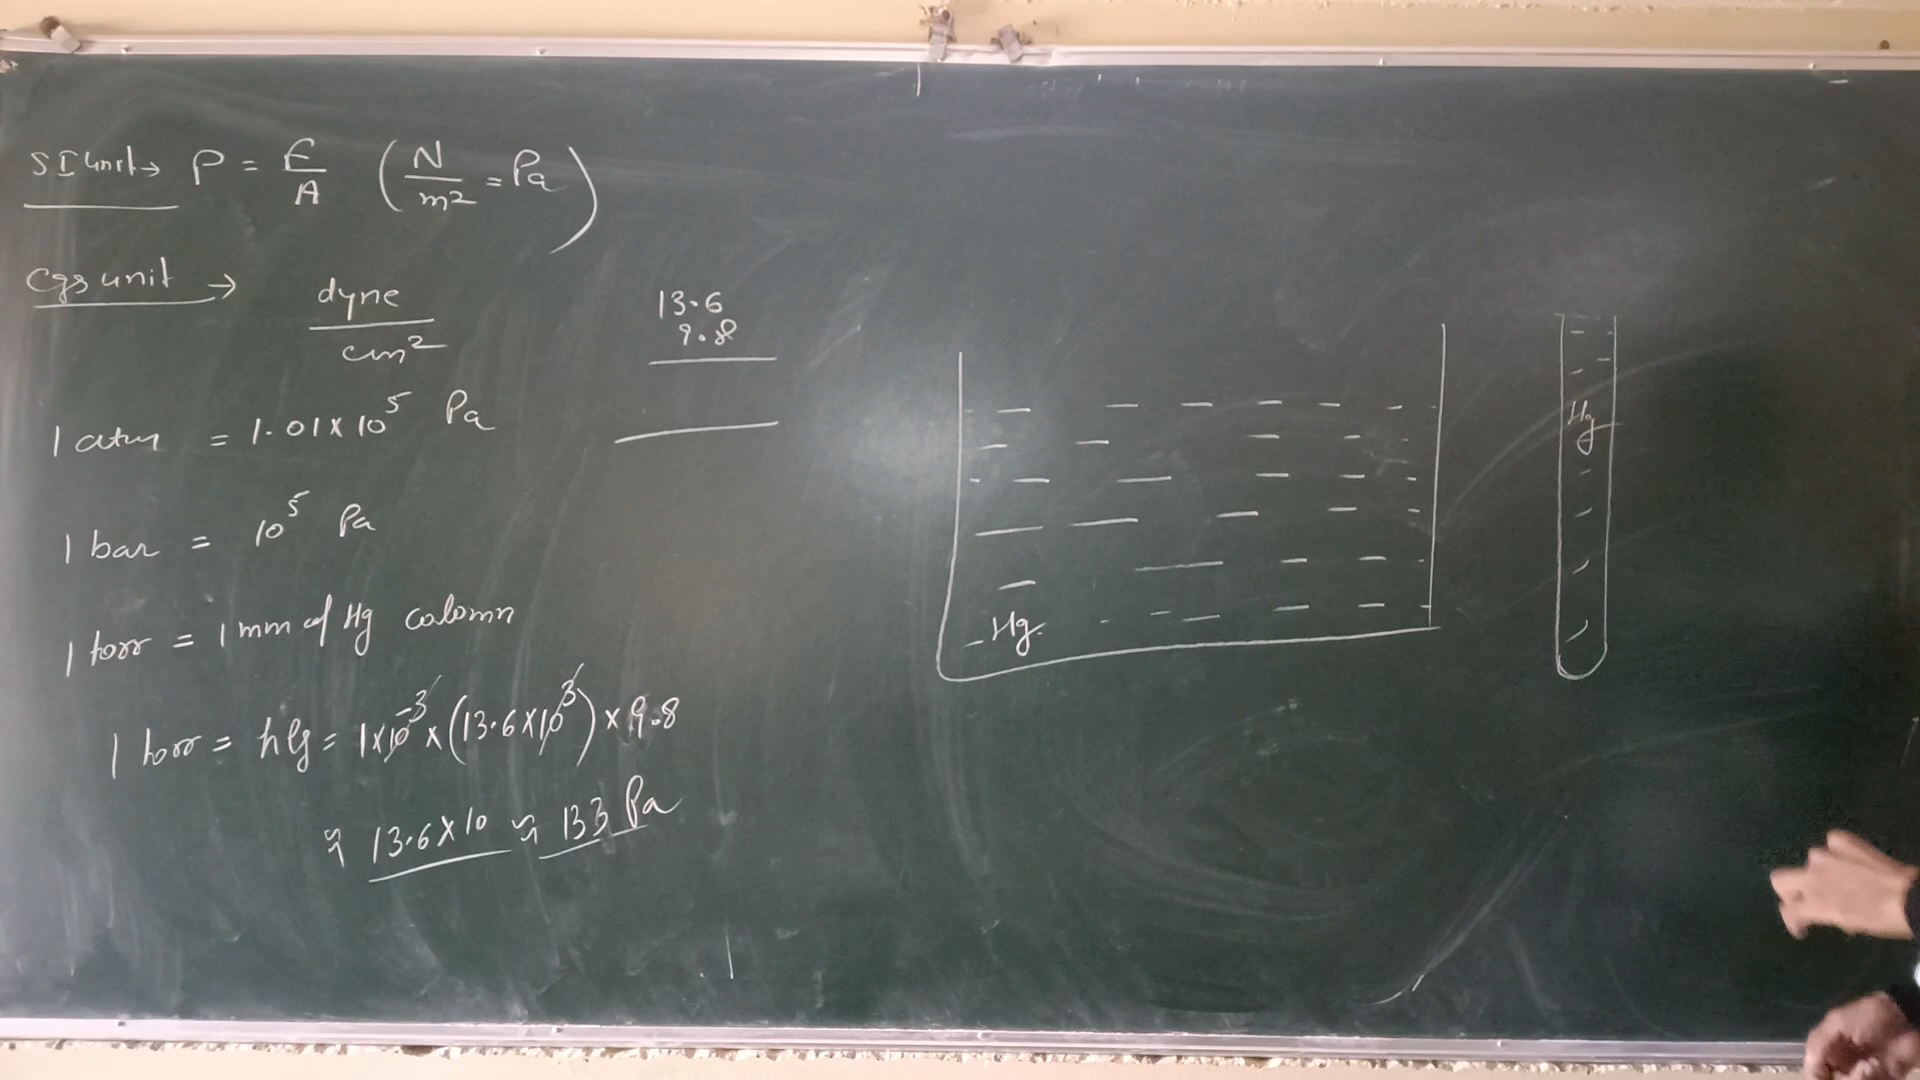 SI unit → P = F/A (N/m² = Pa)
Cgs unit → dyne/cm²
13.6
9.8
1 atm = 1.01 × 10⁵ Pa
1 bar = 10⁵ Pa
1 torr = 1 mm of Hg colomn
1 torr = hρg = 1×10⁻³ × (13.6×10³) × 9.8
≈ 13.6×10 ≈ 133 Pa
Hg
Hg